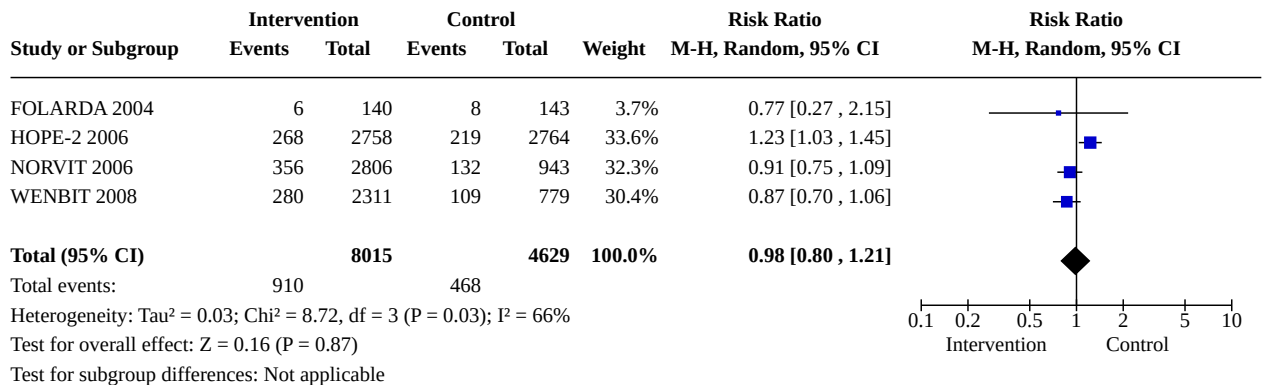 Intervention Control Risk Ratio Risk Ratio
Study or Subgroup Events Total Events Total Weight M-H, Random, 95% CI M-H, Random, 95% CI
FOLARDA 2004 6 140 8 143 3.7% 0.77 [0.27 , 2.15]
HOPE-2 2006 268 2758 219 2764 33.6% 1.23 [1.03 , 1.45]
NORVIT 2006 356 2806 132 943 32.3% 0.91 [0.75 , 1.09]
WENBIT 2008 280 2311 109 779 30.4% 0.87 [0.70 , 1.06]
Total (95% CI) 8015 4629 100.0% 0.98 [0.80 , 1.21]
Total events: 910 468
Heterogeneity: Tau² = 0.03; Chi² = 8.72, df = 3 (P = 0.03); I² = 66%
0.1 0.2 0.5 1 2 5 10
Test for overall effect: Z = 0.16 (P = 0.87)
Intervention Control
Test for subgroup differences: Not applicable